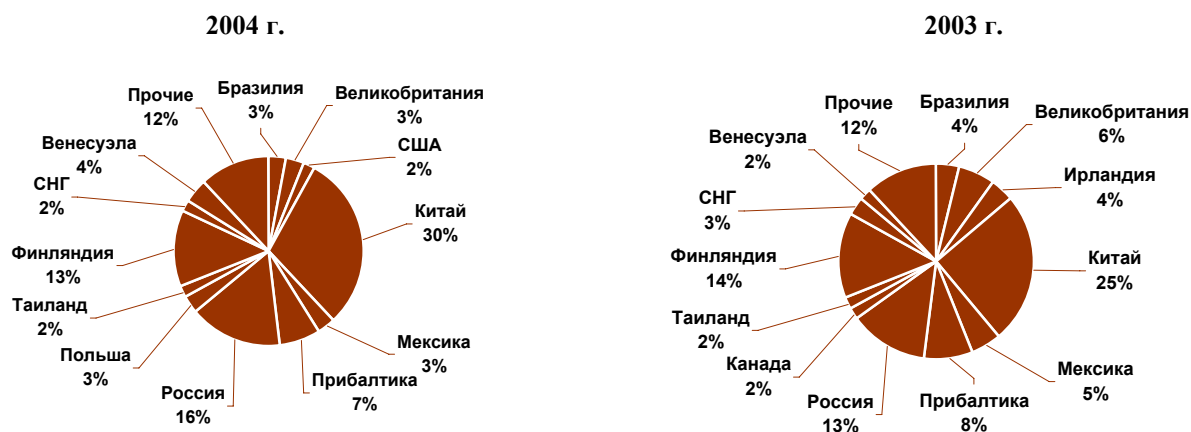 2004 г.
Бразилия
3%
Великобритания
3%
США
2%
Китай
30%
Мексика
3%
Прибалтика
7%
Россия
16%
Польша
3%
Таиланд
2%
Финляндия
13%
СНГ
2%
Венесуэла
4%
Прочие
12%
2003 г.
Бразилия
4%
Великобритания
6%
Ирландия
4%
Китай
25%
Мексика
5%
Прибалтика
8%
Россия
13%
Канада
2%
Таиланд
2%
Финляндия
14%
СНГ
3%
Венесуэла
2%
Прочие
12%